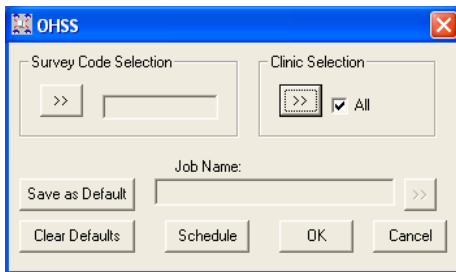 OHSS
Survey Code Selection
Clinic Selection
>>
>>
All
Job Name:
Save as Default
>>
Clear Defaults
Schedule
OK
Cancel